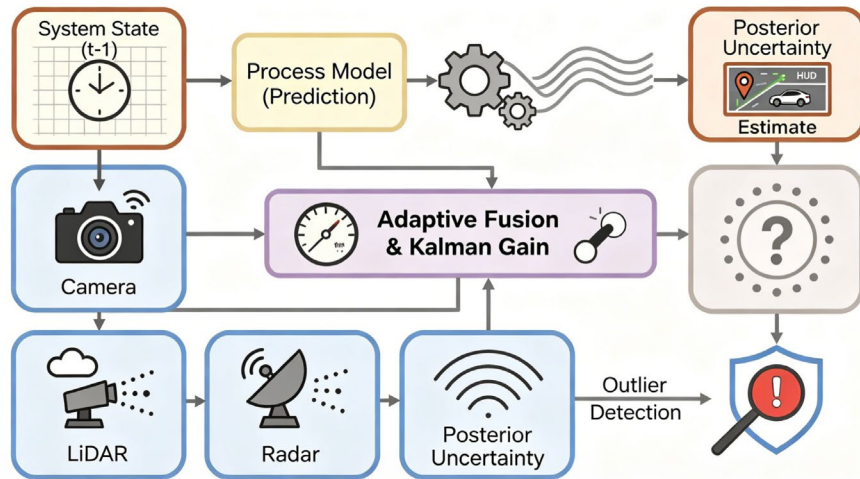 System State
(t-1)
Process Model
(Prediction)
Posterior
Uncertainty
HUD
Estimate
Camera
Adaptive Fusion
& Kalman Gain
?
LiDAR
Radar
Posterior
Uncertainty
Outlier
Detection
!